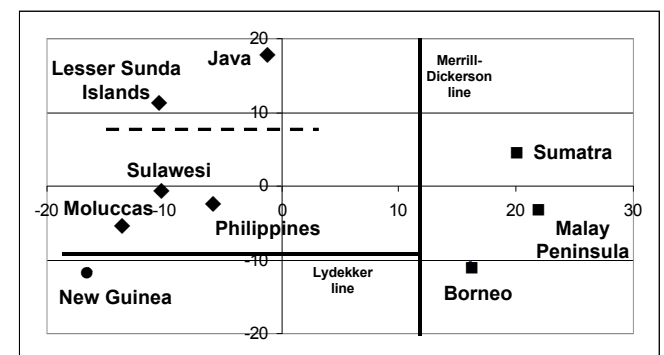 20
Java
Merrill-
Dickerson
line
Lesser Sunda
Islands
10
Sumatra
Sulawesi
0
-20
-10
0
10
20
30
Moluccas
Philippines
Malay
Peninsula
-10
Lydekker
line
New Guinea
Borneo
-20